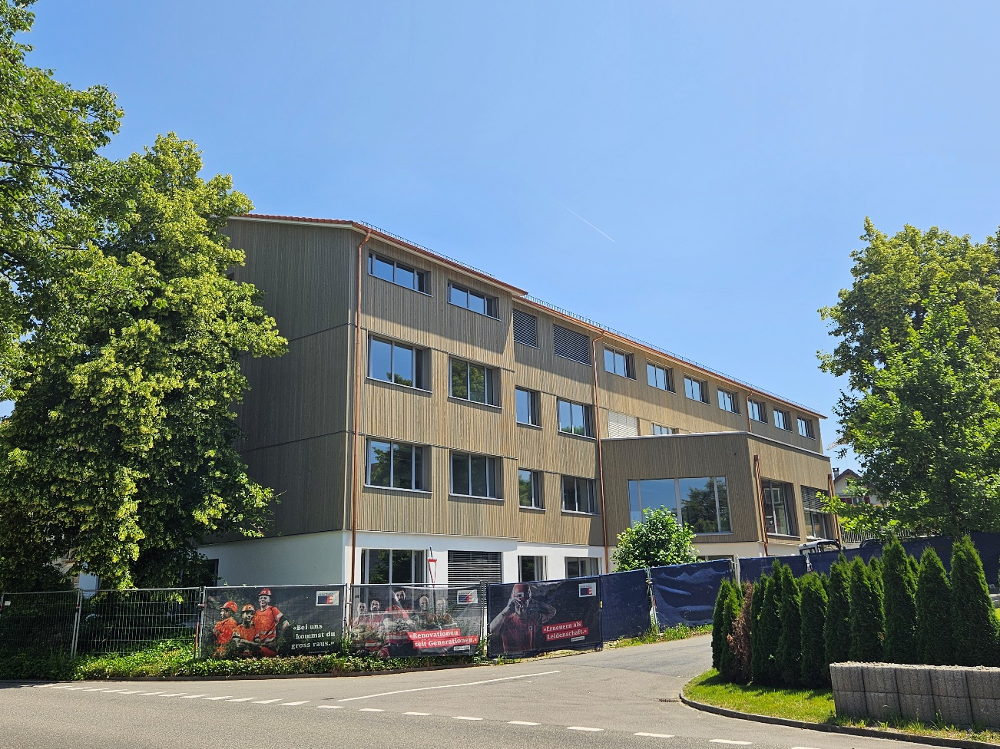 «Bei uns
kommst du
gross raus.»
«Renovationen
seit Generationen.»
«Erneuern als
Leidenschaft.»